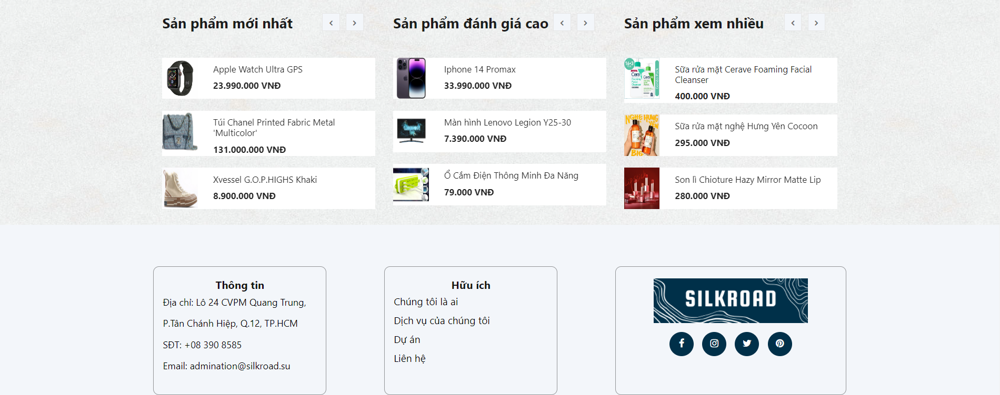 Sản phẩm mới nhất
Apple Watch Ultra GPS
23.990.000 VNĐ
Túi Chanel Printed Fabric Metal
'Multicolor'
131.000.000 VNĐ
Xvessel G.O.P.HIGHS Khaki
8.900.000 VNĐ
Sản phẩm đánh giá cao
Iphone 14 Promax
33.990.000 VNĐ
Màn hình Lenovo Legion Y25-30
7.390.000 VNĐ
Ổ Cắm Điện Thông Minh Đa Năng
79.000 VNĐ
Sản phẩm xem nhiều
16+3
Sữa rửa mặt Cerave Foaming Facial
Cleanser
400.000 VNĐ
NGHỆ HƯNG
YÊN
BIG
Sữa rửa mặt nghệ Hưng Yên Cocoon
295.000 VNĐ
Son lì Chioture Hazy Mirror Matte Lip
280.000 VNĐ
Thông tin
Địa chỉ: Lô 24 CVPM Quang Trung,
P.Tân Chánh Hiệp, Q.12, TP.HCM
SĐT: +08 390 8585
Email: admination@silkroad.su
Hữu ích
Chúng tôi là ai
Dịch vụ của chúng tôi
Dự án
Liên hệ
SILKROAD